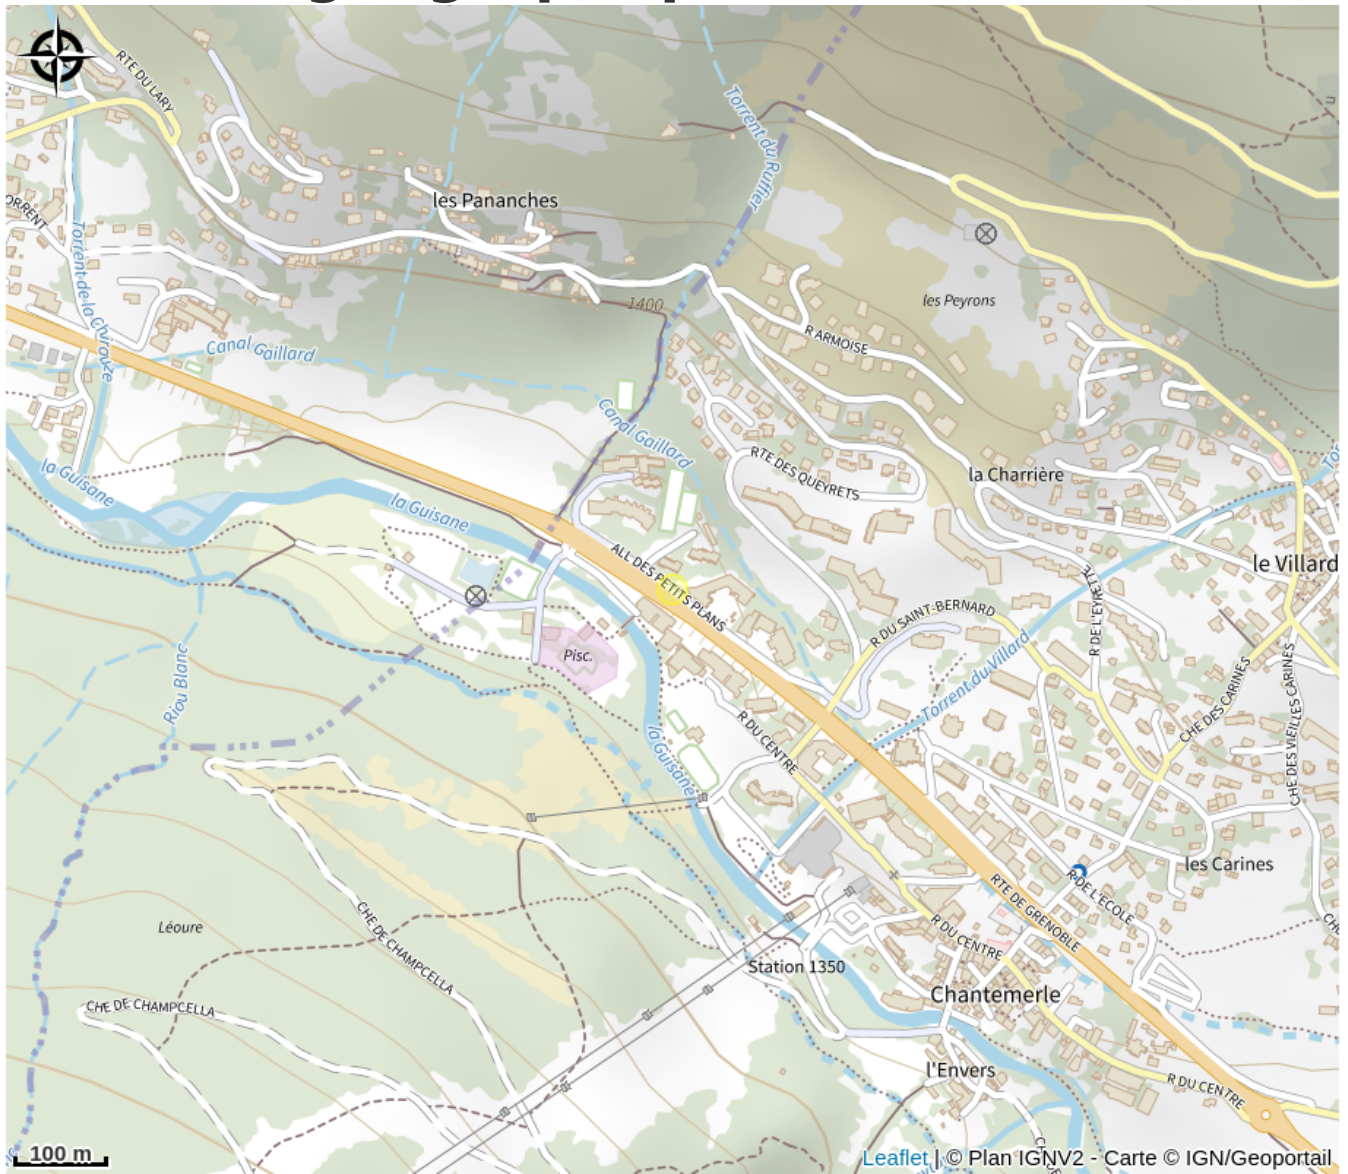 RTE DU LARY
Torrent du Ruffier
les Pananches
ORRENT
Torrent de la Chirouze
les Peyrons
1400
R ARMOISE
Canal Gaillard
Canal Gaillard
la Guisane
la Guisane
RTE DES QUEYRETS
la Charrière
ALL DES PETITS PLANS
le Villard
R DE L'EYRETTE
R DU SAINT-BERNARD
Pisc.
Riou Blanc
Torrent du Villard
CHE DES CARINES
CHE DES VIEILLES CARINES
R DU CENTRE
la Guisane
les Carines
R DE L'ECOLE
RTE DE GRENOBLE
Léoure
CHE DE CHAMPCELLA
R DU CENTRE
Station 1350
Chantemerle
CHE DE CHAMPCELLA
l'Envers
R DU CENTRE
100 m
Leaflet | © Plan IGNV2 - Carte © IGN/Geoportail